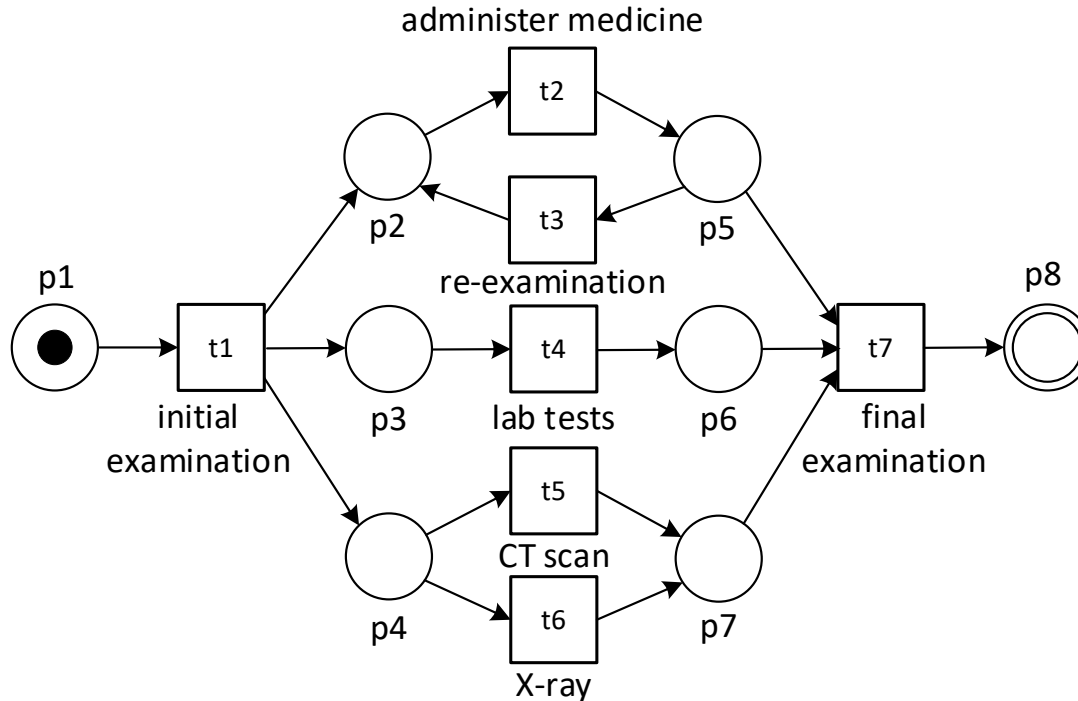 administer medicine
t2
p2
t3
p5
re-examination
p1
p8
t1
t4
t7
initial
examination
p3
lab tests
p6
final
examination
t5
CT scan
p4
t6
p7
X-ray